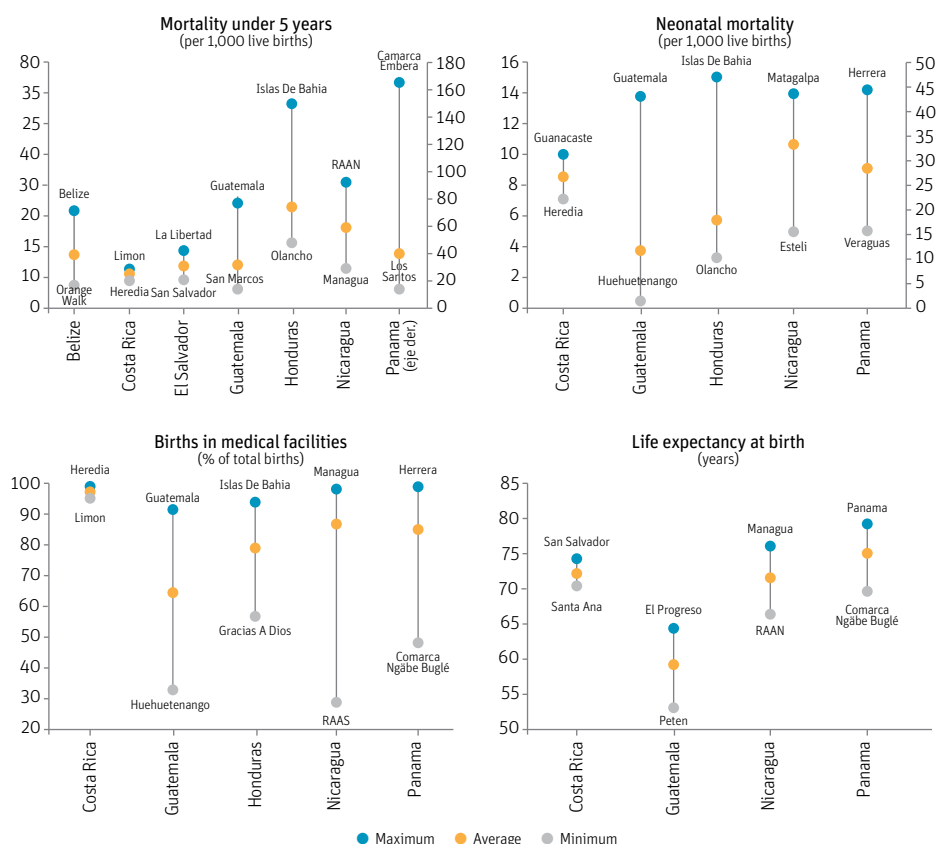 Mortality under 5 years
(per 1,000 live births)
80
35
25
40
30
20
15
10
0
180
160
140
120
100
80
60
40
20
0
Belize
Orange
Walk
Limon
Heredia
La Libertad
San Salvador
Guatemala
San Marcos
Islas De Bahia
Olancho
RAAN
Managua
Camarca
Embera
Los
Santos
Belize
Costa Rica
El Salvador
Guatemala
Honduras
Nicaragua
Panama
(eje der.)
Neonatal mortality
(per 1,000 live births)
16
14
12
10
8
6
4
2
0
50
45
40
35
30
25
20
15
10
5
0
Guanacaste
Heredia
Guatemala
Huehuetenango
Islas De Bahia
Olancho
Matagalpa
Esteli
Herrera
Veraguas
Costa Rica
Guatemala
Honduras
Nicaragua
Panama
Births in medical facilities
(% of total births)
100
90
80
70
60
50
40
30
20
Heredia
Limon
Guatemala
Huehuetenango
Islas De Bahia
Gracias A Dios
Managua
RAAS
Herrera
Comarca
Ngäbe Buglé
Costa Rica
Guatemala
Honduras
Nicaragua
Panama
Life expectancy at birth
(years)
85
80
75
70
65
60
55
50
San Salvador
Santa Ana
El Progreso
Peten
Managua
RAAN
Panama
Comarca
Ngäbe Buglé
Costa Rica
Guatemala
Nicaragua
Panama
Maximum
Average
Minimum